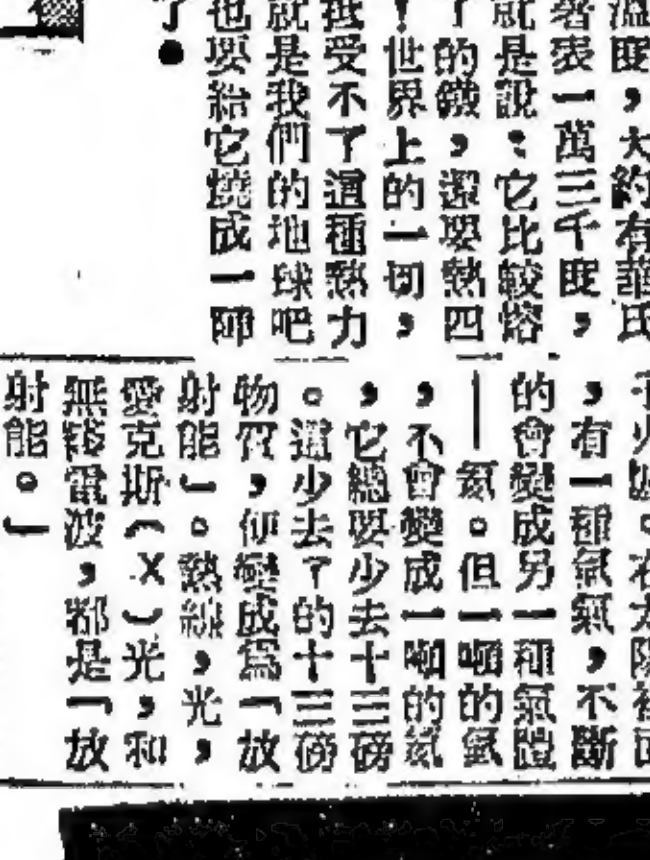 溫度，大約有華氏
著表一萬三千度，
就是說：它比較熔
了的鐵，還要熱四
！世界上的一切，
抵受不了這種熱力
就是我們的地球吧
也要給它燒成一陣
了●
，有一種氣氣，不斷
的會變成另一種氣體
——氦。但一噸的氫
，不會變成一噸的氦
，它總要少去十三磅
。這少去了的十三磅
物質，便變成為「放
射能」。熱線，光，
愛克斯（X）光，和
無綫電波，都是「放
射能。」